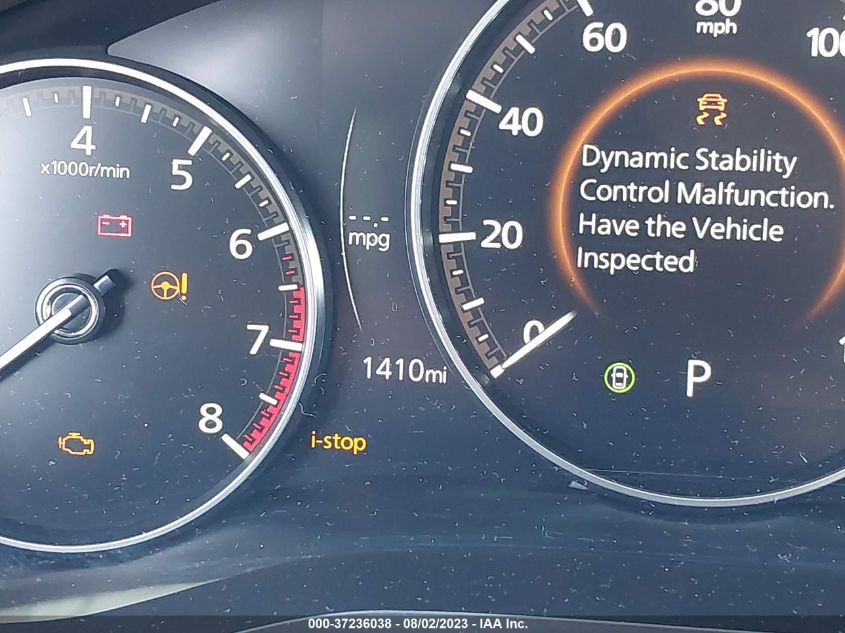 4
x1000r/min
5
6
7
8
-.- mpg
1410mi
i-stop
0
20
40
60
80
mph
100
Dynamic Stability
Control Malfunction.
Have the Vehicle
Inspected
P
000-37236038 - 08/02/2023 - IAA Inc.